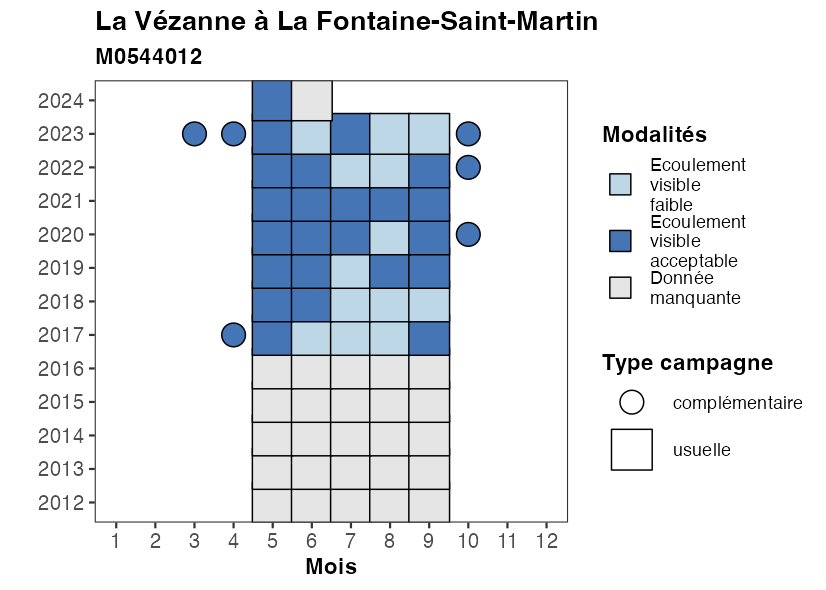 La Vézanne à La Fontaine-Saint-Martin
M0544012
2024
2023
2022
2021
2020
2019
2018
2017
2016
2015
2014
2013
2012
1 2 3 4 5 6 7 8 9 10 11 12
Mois
Modalités
Ecoulement
visible
faible
Ecoulement
visible
acceptable
Donnée
manquante
Type campagne
complémentaire
usuelle